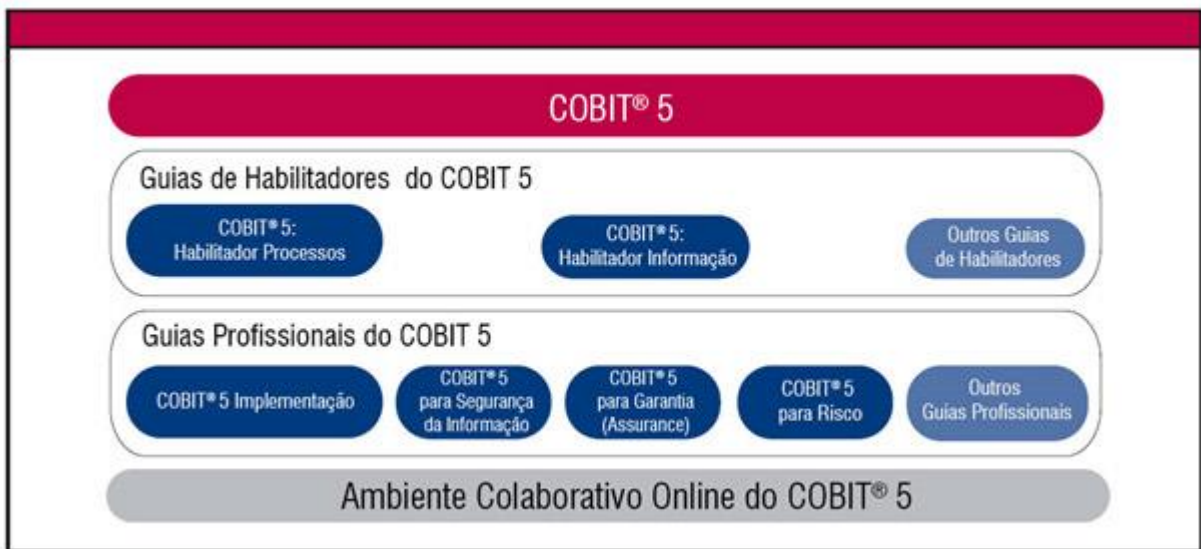 COBIT® 5
Guias de Habilitadores do COBIT 5
COBIT® 5:
Habilitador Processos
COBIT® 5:
Habilitador Informação
Outros Guias
de Habilitadores
Guias Profissionais do COBIT 5
COBIT® 5 Implementação
COBIT® 5
para Segurança
da Informação
COBIT® 5
para Garantia
(Assurance)
COBIT® 5
para Risco
Outros
Guias Profissionais
Ambiente Colaborativo Online do COBIT® 5